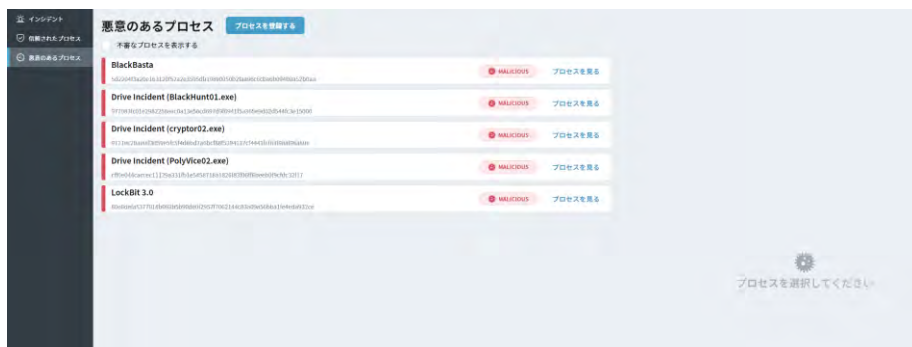 インシデント
信頼されたプロセス
悪意のあるプロセス
悪意のあるプロセス プロセスを登録する
不審なプロセスを表示する
BlackBasta
MALICIOUS プロセスを見る
Drive Incident (BlackHunt01.exe)
MALICIOUS プロセスを見る
Drive Incident (cryptor02.exe)
MALICIOUS プロセスを見る
Drive Incident (PolyVice02.exe)
MALICIOUS プロセスを見る
LockBit 3.0
MALICIOUS プロセスを見る
プロセスを選択してください